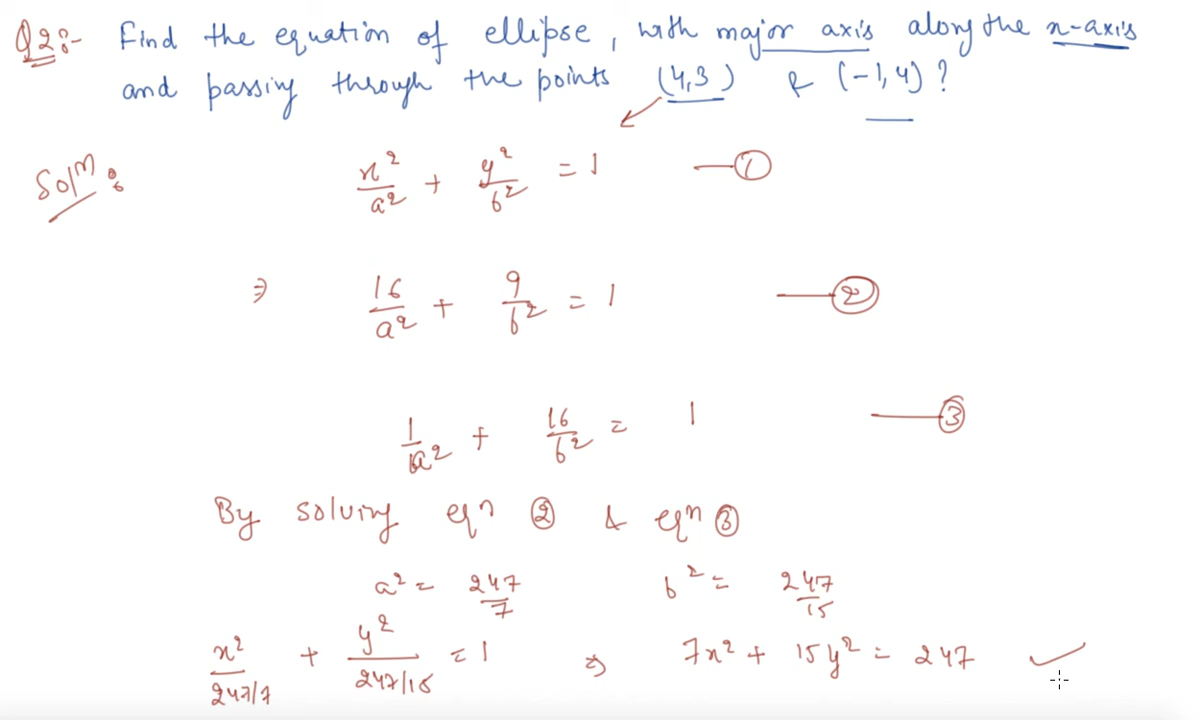 Q2:- Find the equation of ellipse, with major axis along the x-axis
and passing through the points (4,3) & (-1,4)?
Solⁿ:
x²/a² + y²/b² = 1 —①
⇒ 16/a² + 9/b² = 1 —②
1/a² + 16/b² = 1 —③
By solving eqⁿ ② & eqⁿ ③
a² = 247/7 b² = 247/15
x²/247/7 + y²/247/15 = 1 ⇒ 7x² + 15y² = 247